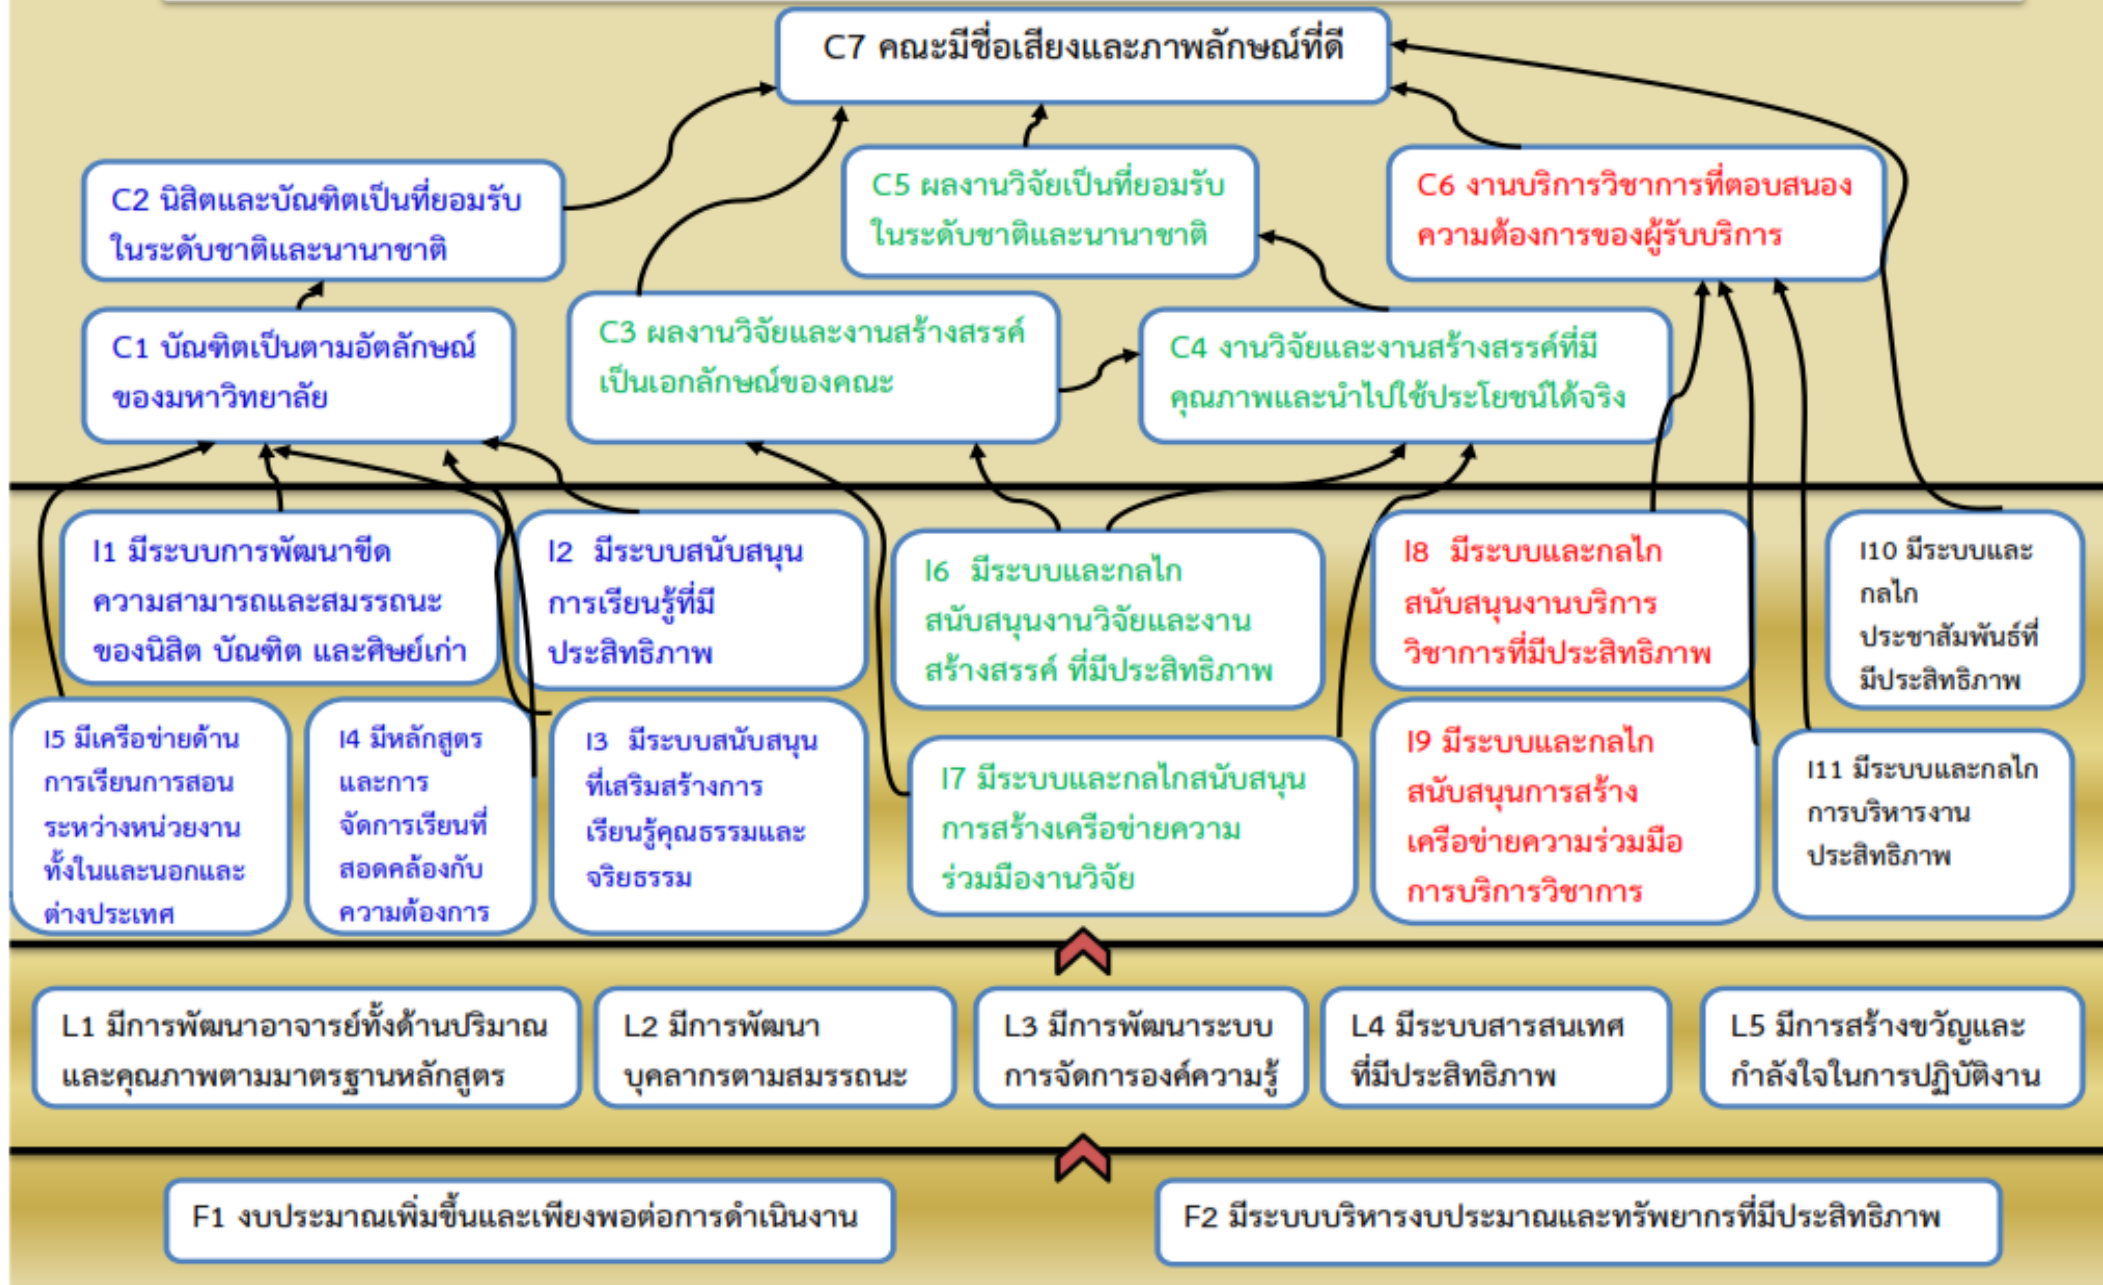 C7 คณะมีชื่อเสียงและภาพลักษณ์ที่ดี
C2 นิสิตและบัณฑิตเป็นที่ยอมรับ
ในระดับชาติและนานาชาติ
C5 ผลงานวิจัยเป็นที่ยอมรับ
ในระดับชาติและนานาชาติ
C6 งานบริการวิชาการที่ตอบสนอง
ความต้องการของผู้รับบริการ
C1 บัณฑิตเป็นตามอัตลักษณ์
ของมหาวิทยาลัย
C3 ผลงานวิจัยและงานสร้างสรรค์
เป็นเอกลักษณ์ของคณะ
C4 งานวิจัยและงานสร้างสรรค์ที่มี
คุณภาพและนำไปใช้ประโยชน์ได้จริง
I1 มีระบบการพัฒนาขีด
ความสามารถและสมรรถนะ
ของนิสิต บัณฑิต และศิษย์เก่า
I2 มีระบบสนับสนุน
การเรียนรู้ที่มี
ประสิทธิภาพ
I6 มีระบบและกลไก
สนับสนุนงานวิจัยและงาน
สร้างสรรค์ ที่มีประสิทธิภาพ
I8 มีระบบและกลไก
สนับสนุนงานบริการ
วิชาการที่มีประสิทธิภาพ
I10 มีระบบและ
กลไก
ประชาสัมพันธ์ที่
มีประสิทธิภาพ
I5 มีเครือข่ายด้าน
การเรียนการสอน
ระหว่างหน่วยงาน
ทั้งในและนอกและ
ต่างประเทศ
I4 มีหลักสูตร
และการ
จัดการเรียนที่
สอดคล้องกับ
ความต้องการ
I3 มีระบบสนับสนุน
ที่เสริมสร้างการ
เรียนรู้คุณธรรมและ
จริยธรรม
I7 มีระบบและกลไกสนับสนุน
การสร้างเครือข่ายความ
ร่วมมืองานวิจัย
I9 มีระบบและกลไก
สนับสนุนการสร้าง
เครือข่ายความร่วมมือ
การบริการวิชาการ
I11 มีระบบและกลไก
การบริหารงาน
ประสิทธิภาพ
L1 มีการพัฒนาอาจารย์ทั้งด้านปริมาณ
และคุณภาพตามมาตรฐานหลักสูตร
L2 มีการพัฒนา
บุคลากรตามสมรรถนะ
L3 มีการพัฒนาระบบ
การจัดการองค์ความรู้
L4 มีระบบสารสนเทศ
ที่มีประสิทธิภาพ
L5 มีการสร้างขวัญและ
กำลังใจในการปฏิบัติงาน
F1 งบประมาณเพิ่มขึ้นและเพียงพอต่อการดำเนินงาน
F2 มีระบบบริหารงบประมาณและทรัพยากรที่มีประสิทธิภาพ